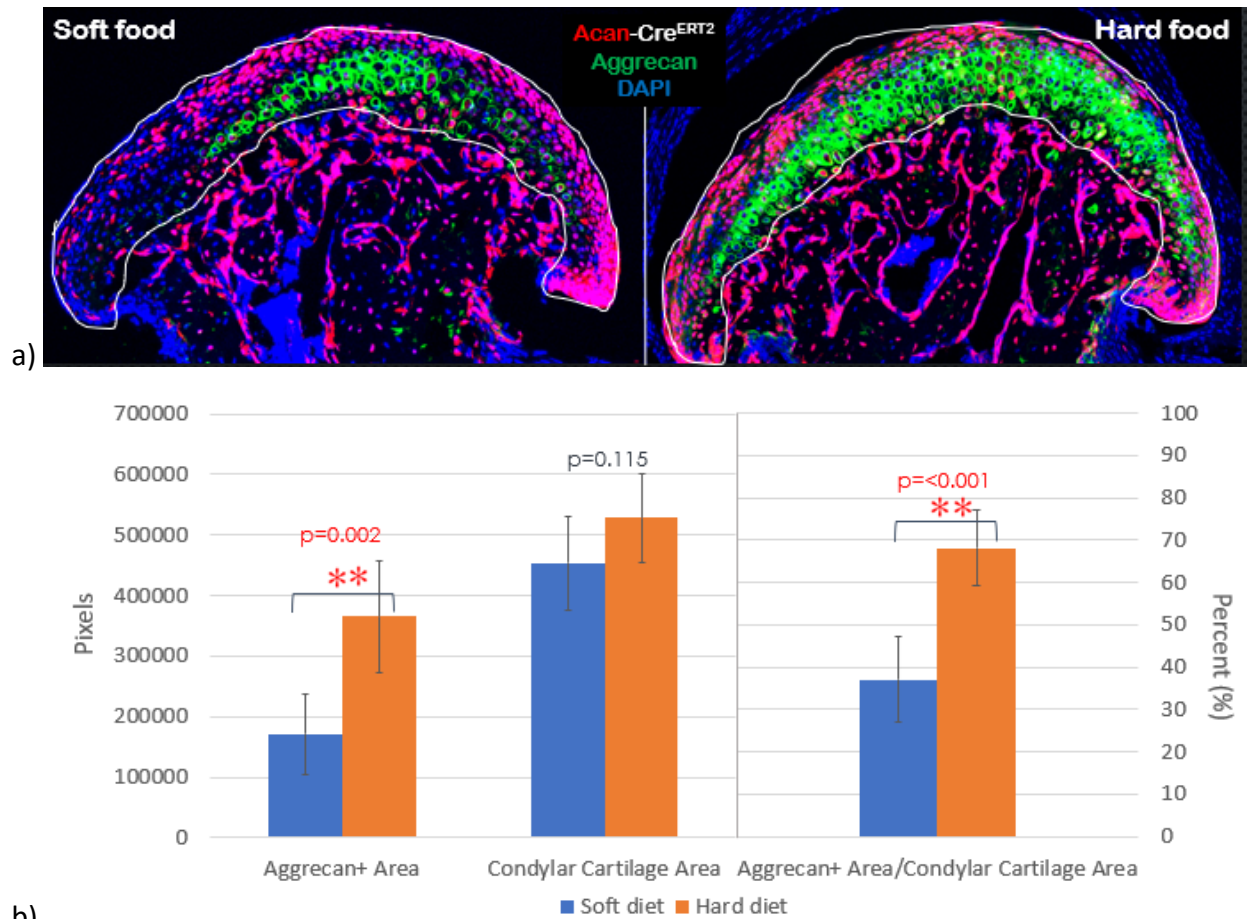 Soft food
Acan-CreERT2
Aggrecan
DAPI
Hard food
a)
700000
600000
500000
400000
300000
200000
100000
0
Pixels
p=0.002
**
p=0.115
p=<0.001
**
100
90
80
70
60
50
40
30
20
10
0
Percent (%)
Aggrecan+ Area
Condylar Cartilage Area
Aggrecan+ Area/Condylar Cartilage Area
Soft diet
Hard diet
b)